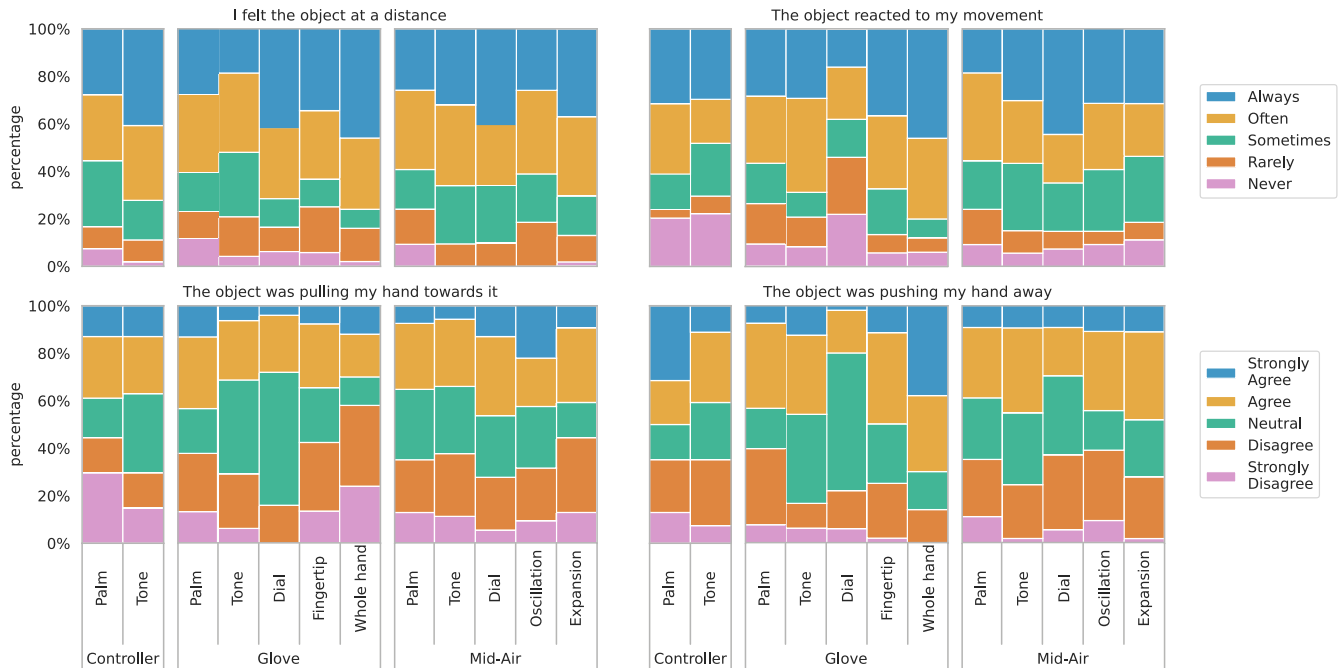 I felt the object at a distance
The object reacted to my movement
100%
80%
60%
40%
20%
0%
percentage
Always
Often
Sometimes
Rarely
Never
The object was pulling my hand towards it
The object was pushing my hand away
100%
80%
60%
40%
20%
0%
percentage
Strongly
Agree
Agree
Neutral
Disagree
Strongly
Disagree
Palm
Tone
Palm
Tone
Dial
Fingertip
Whole hand
Palm
Tone
Dial
Oscillation
Expansion
Palm
Tone
Palm
Tone
Dial
Fingertip
Whole hand
Palm
Tone
Dial
Oscillation
Expansion
Controller
Glove
Mid-Air
Controller
Glove
Mid-Air